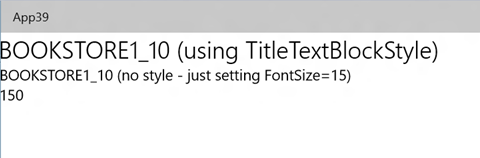 App39
BOOKSTORE1_10 (using TitleTextBlockStyle)
BOOKSTORE1_10 (no style - just setting FontSize=15)
150